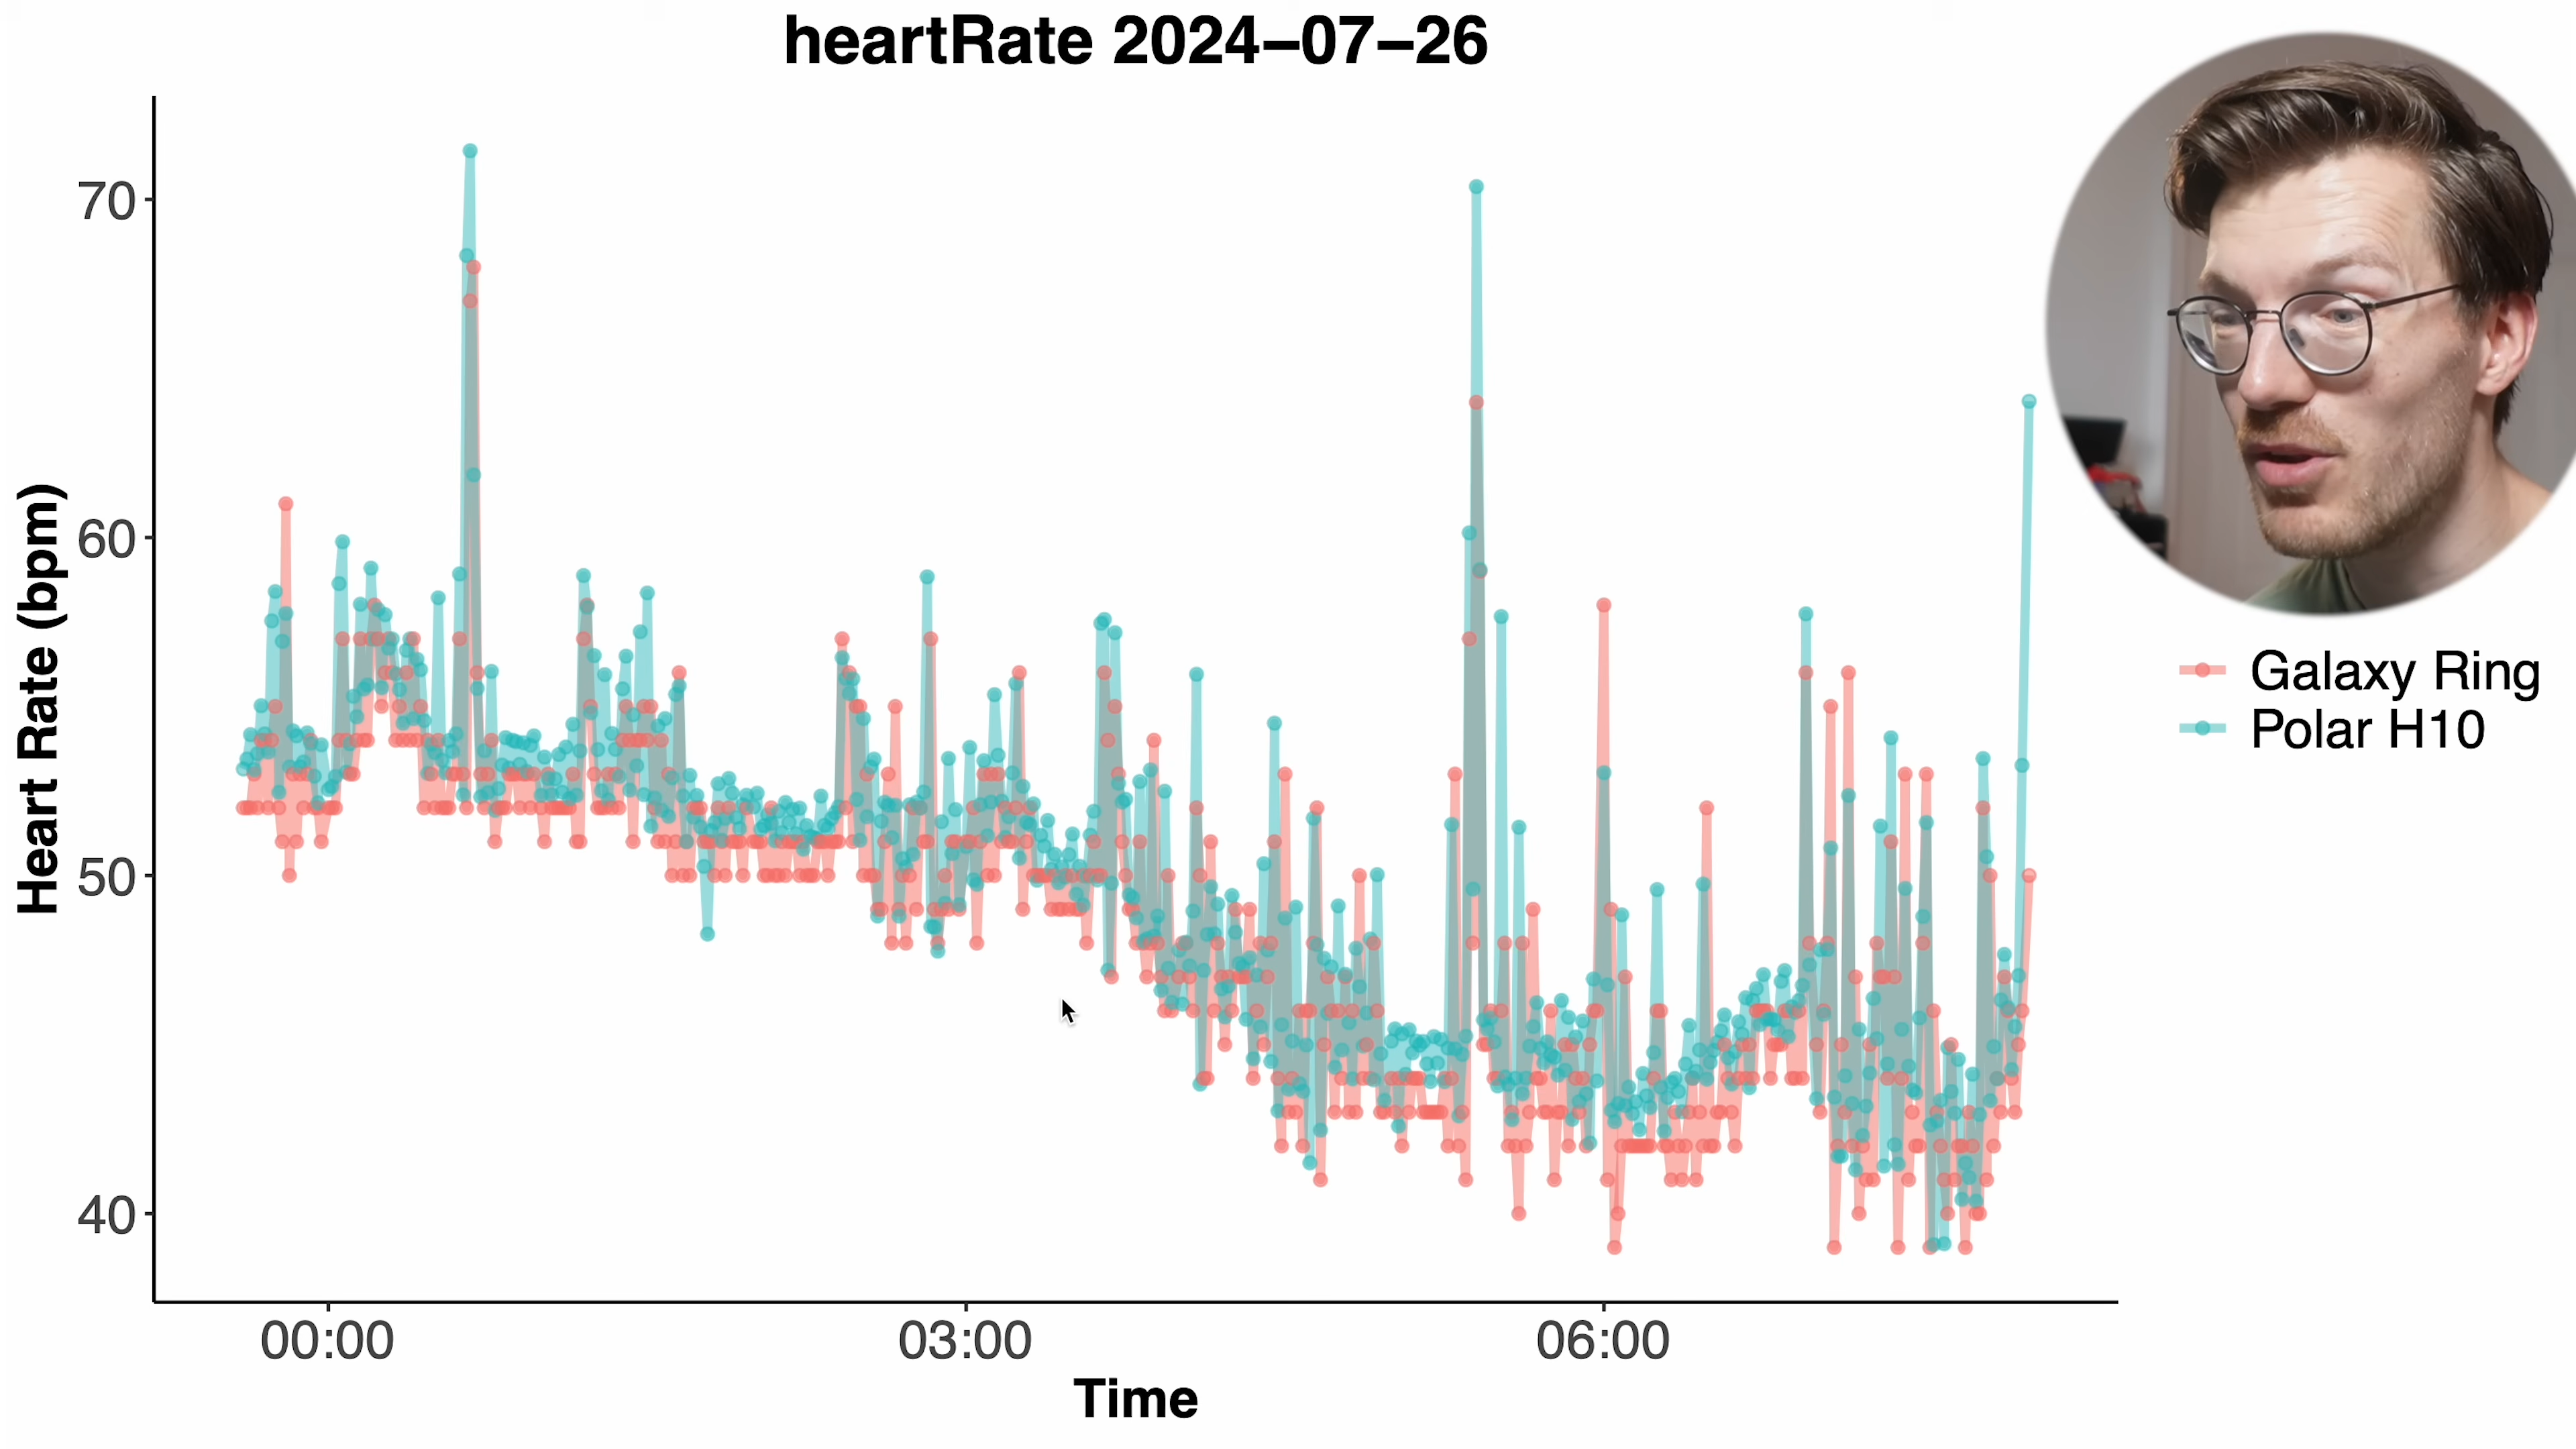 heartRate 2024–07–26
70
60
50
40
Heart Rate (bpm)
00:00
03:00
06:00
Time
Galaxy Ring
Polar H10